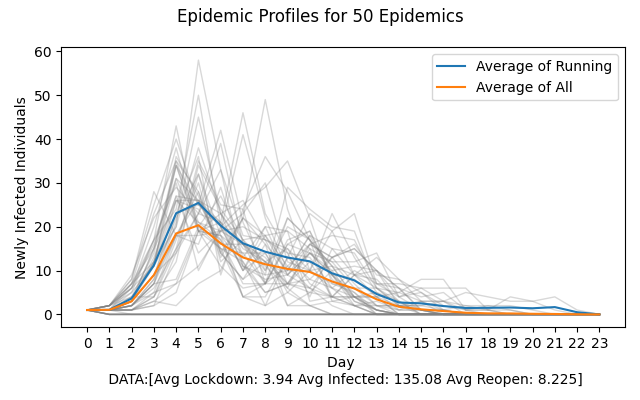 Epidemic Profiles for 50 Epidemics
Average of Running
Average of All
Newly Infected Individuals
60
50
40
30
20
10
0
0 1 2 3 4 5 6 7 8 9 10 11 12 13 14 15 16 17 18 19 20 21 22 23
Day
DATA:[Avg Lockdown: 3.94 Avg Infected: 135.08 Avg Reopen: 8.225]